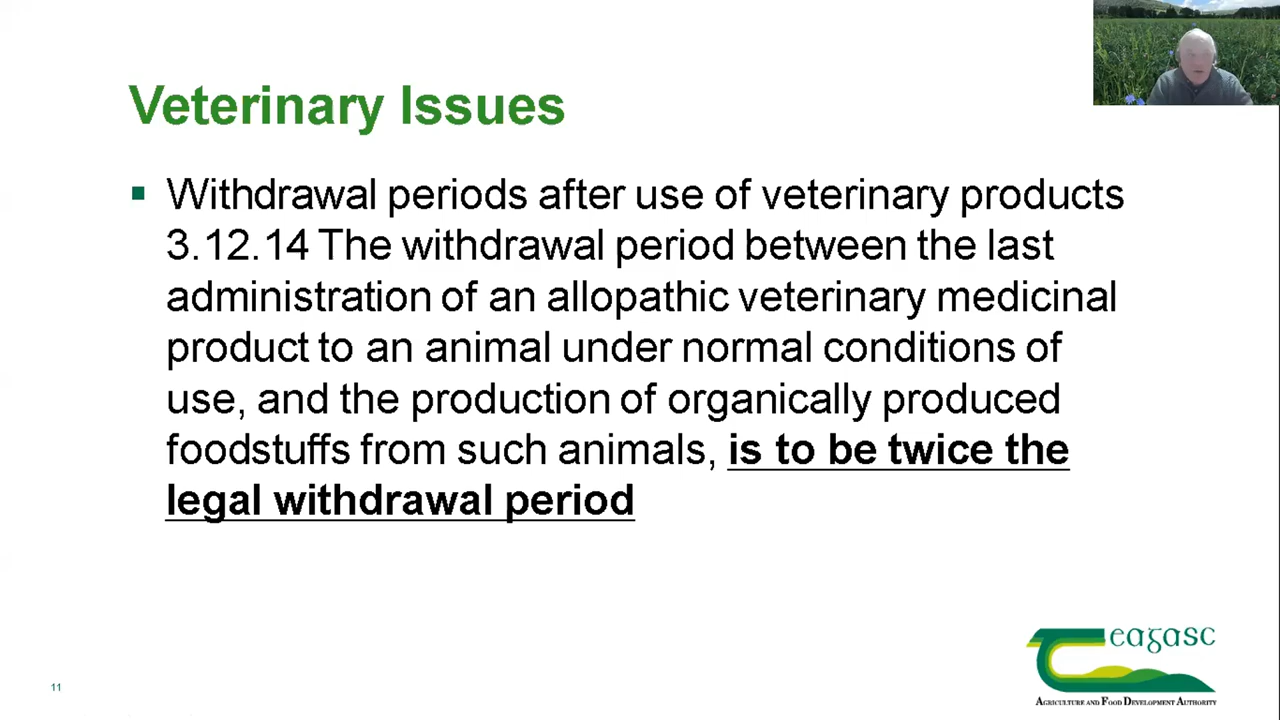 Veterinary Issues
Withdrawal periods after use of veterinary products
3.12.14 The withdrawal period between the last
administration of an allopathic veterinary medicinal
product to an animal under normal conditions of
use, and the production of organically produced
foodstuffs from such animals, is to be twice the
legal withdrawal period
eagasc
AGRICULTURE AND FOOD DEVELOPMENT AUTHORITY
11